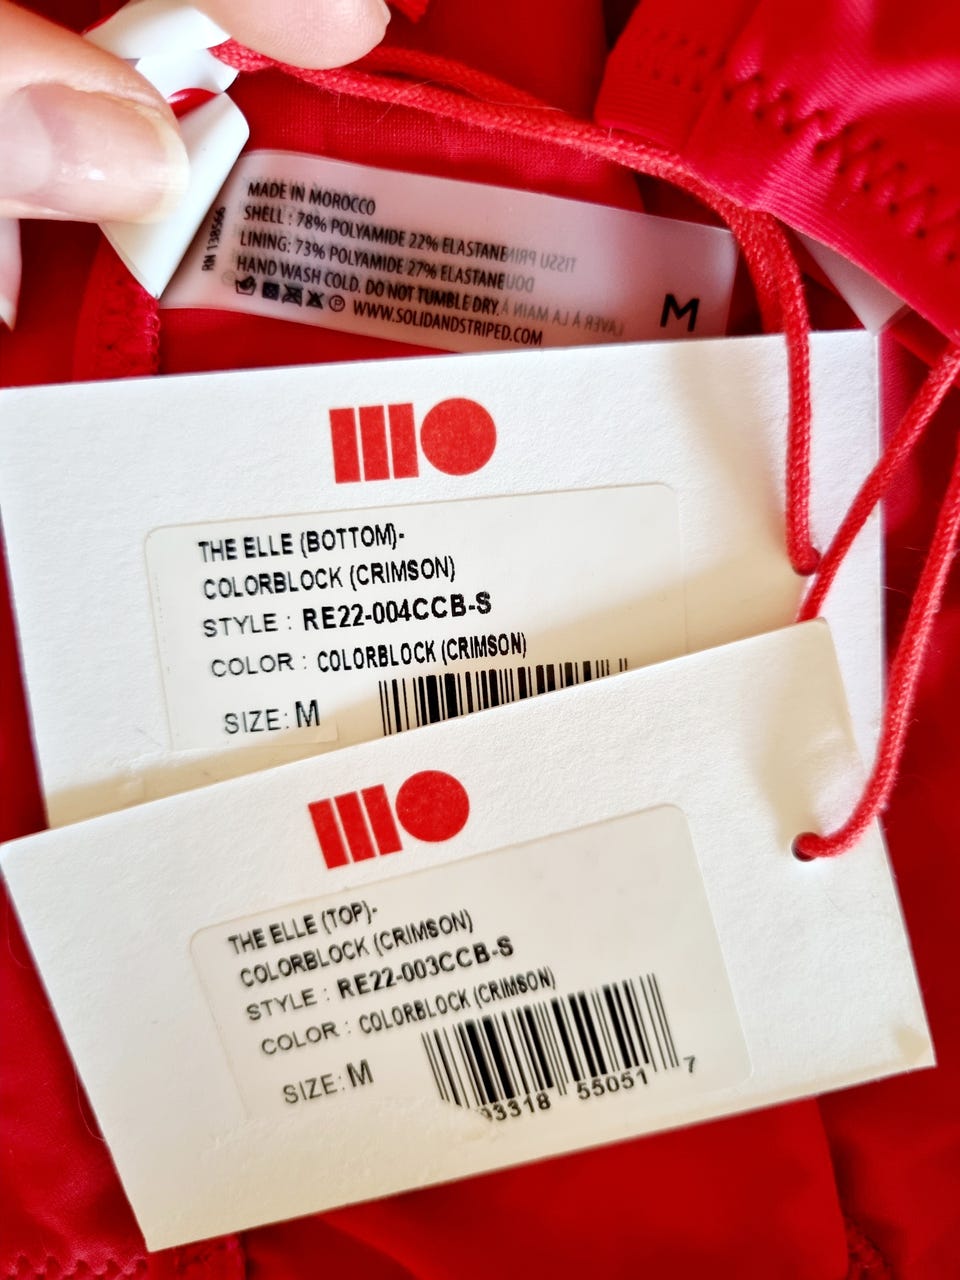 MADE IN MOROCCO
SHELL : 78% POLYAMIDE 22% ELASTANE
LINING: 73% POLYAMIDE 27% ELASTANE
HAND WASH COLD. DO NOT TUMBLE DRY.
WWW.SOLIDANDSTRIPED.COM
RN 138566
M
THE ELLE (BOTTOM)-
COLORBLOCK (CRIMSON)
STYLE : RE22-004CCB-S
COLOR : COLORBLOCK (CRIMSON)
SIZE: M
THE ELLE (TOP)-
COLORBLOCK (CRIMSON)
STYLE : RE22-003CCB-S
COLOR : COLORBLOCK (CRIMSON)
SIZE: M
55051 7